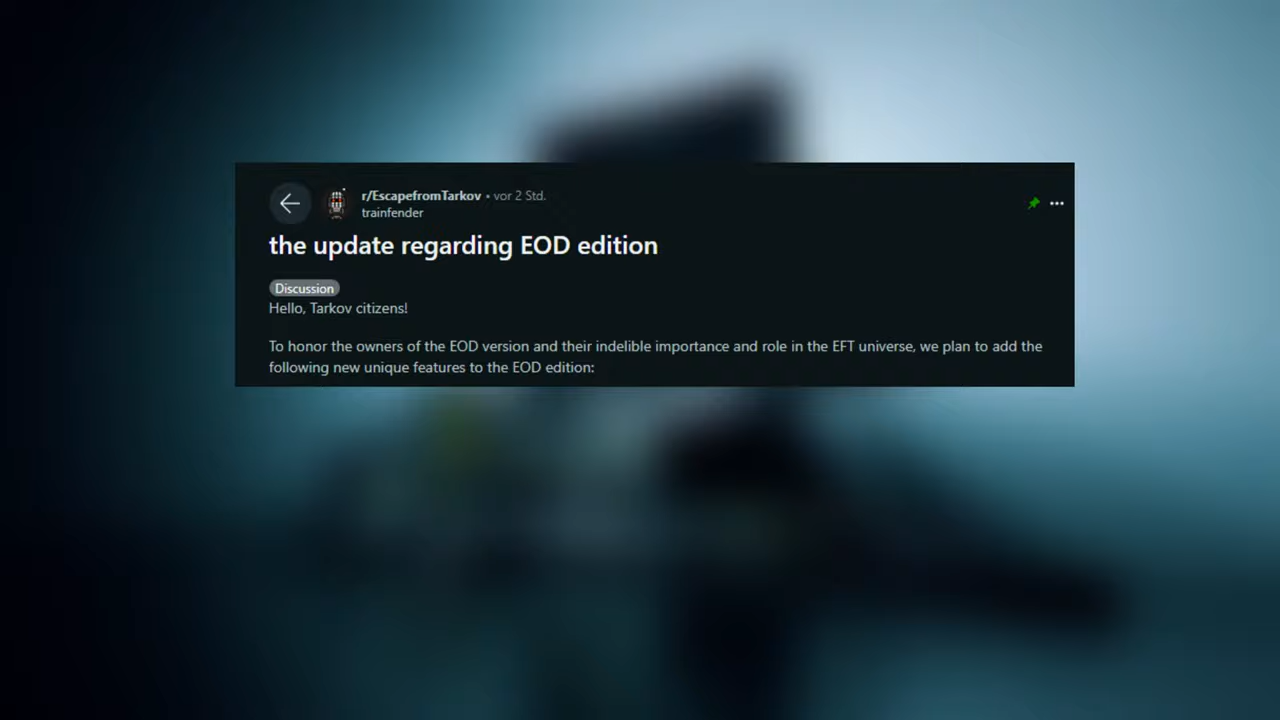 r/EscapefromTarkov • vor 2 Std.
trainfender
the update regarding EOD edition
Discussion
Hello, Tarkov citizens!
To honor the owners of the EOD version and their indelible importance and role in the EFT universe, we plan to add the
following new unique features to the EOD edition: